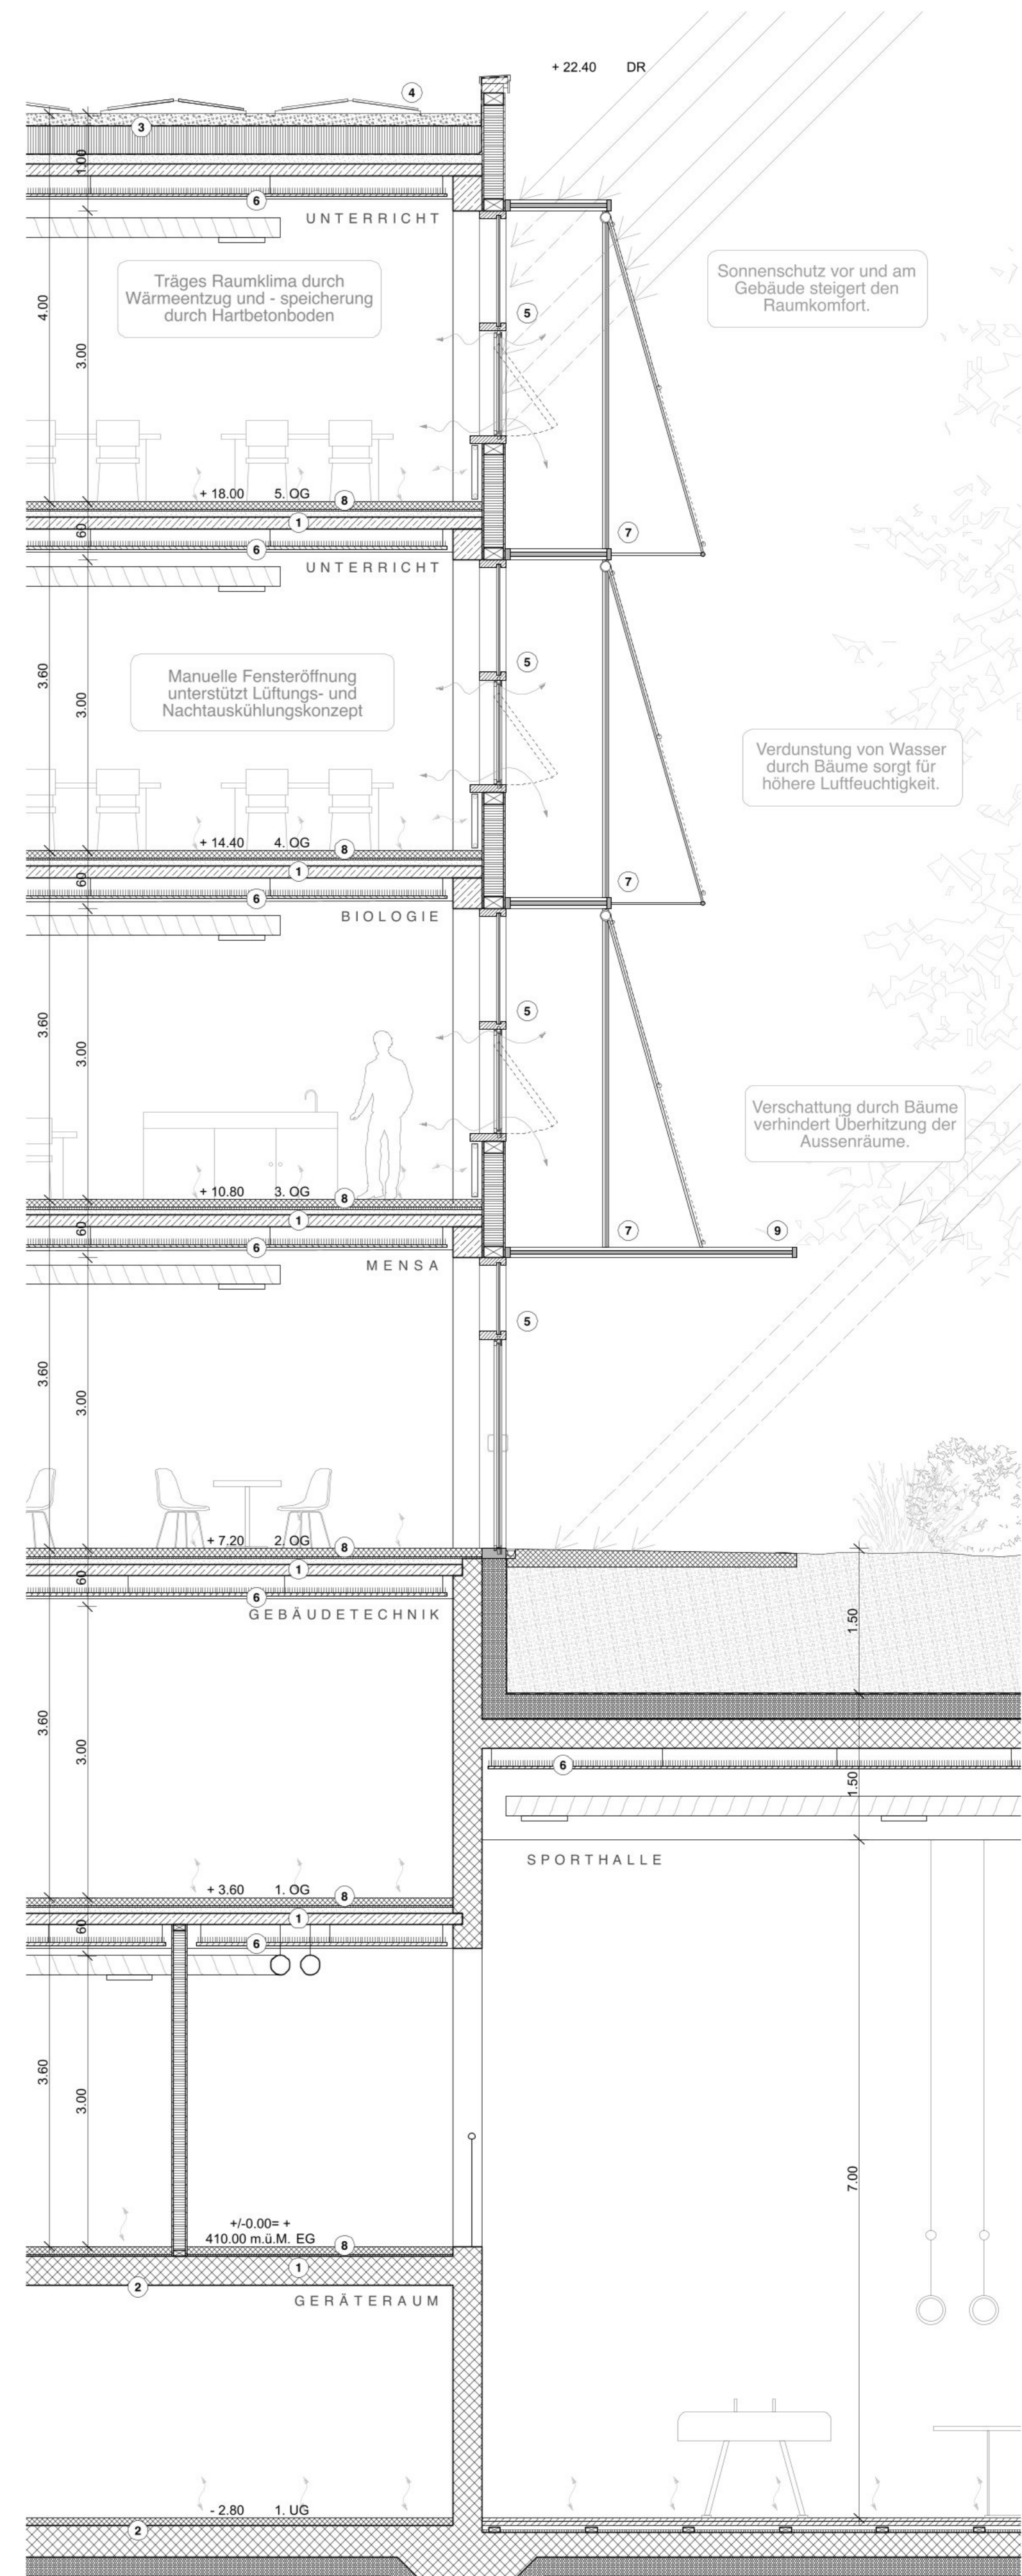 + 22.40 DR
4
3
1.00
6
UNTERRICHT
Träges Raumklima durch
Wärmeentzug und - speicherung
durch Hartbetonboden
Sonnenschutz vor und am
Gebäude steigert den
Raumkomfort.
4.00
5
3.00
+ 18.00 5. OG
8
1
60
7
6
UNTERRICHT
3.60
5
Manuelle Fensteröffnung
unterstützt Lüftungs- und
Nachtauskühlungskonzept
3.00
Verdunstung von Wasser
durch Bäume sorgt für
höhere Luftfeuchtigkeit.
+ 14.40 4. OG
8
1
60
7
6
BIOLOGIE
3.60
5
3.00
Verschattung durch Bäume
verhindert Überhitzung der
Aussenräume.
+ 10.80 3. OG
8
1
60
7
9
6
MENSA
5
3.60
3.00
+ 7.20 2. OG
8
1
60
6
GEBÄUDETECHNIK
1.50
3.60
3.00
6
1.50
SPORTHALLE
+ 3.60 1. OG
8
1
60
6
3.60
3.00
7.00
+/-0.00= +
410.00 m.ü.M. EG
8
1
2
GERÄTERAUM
- 2.80 1. UG
2